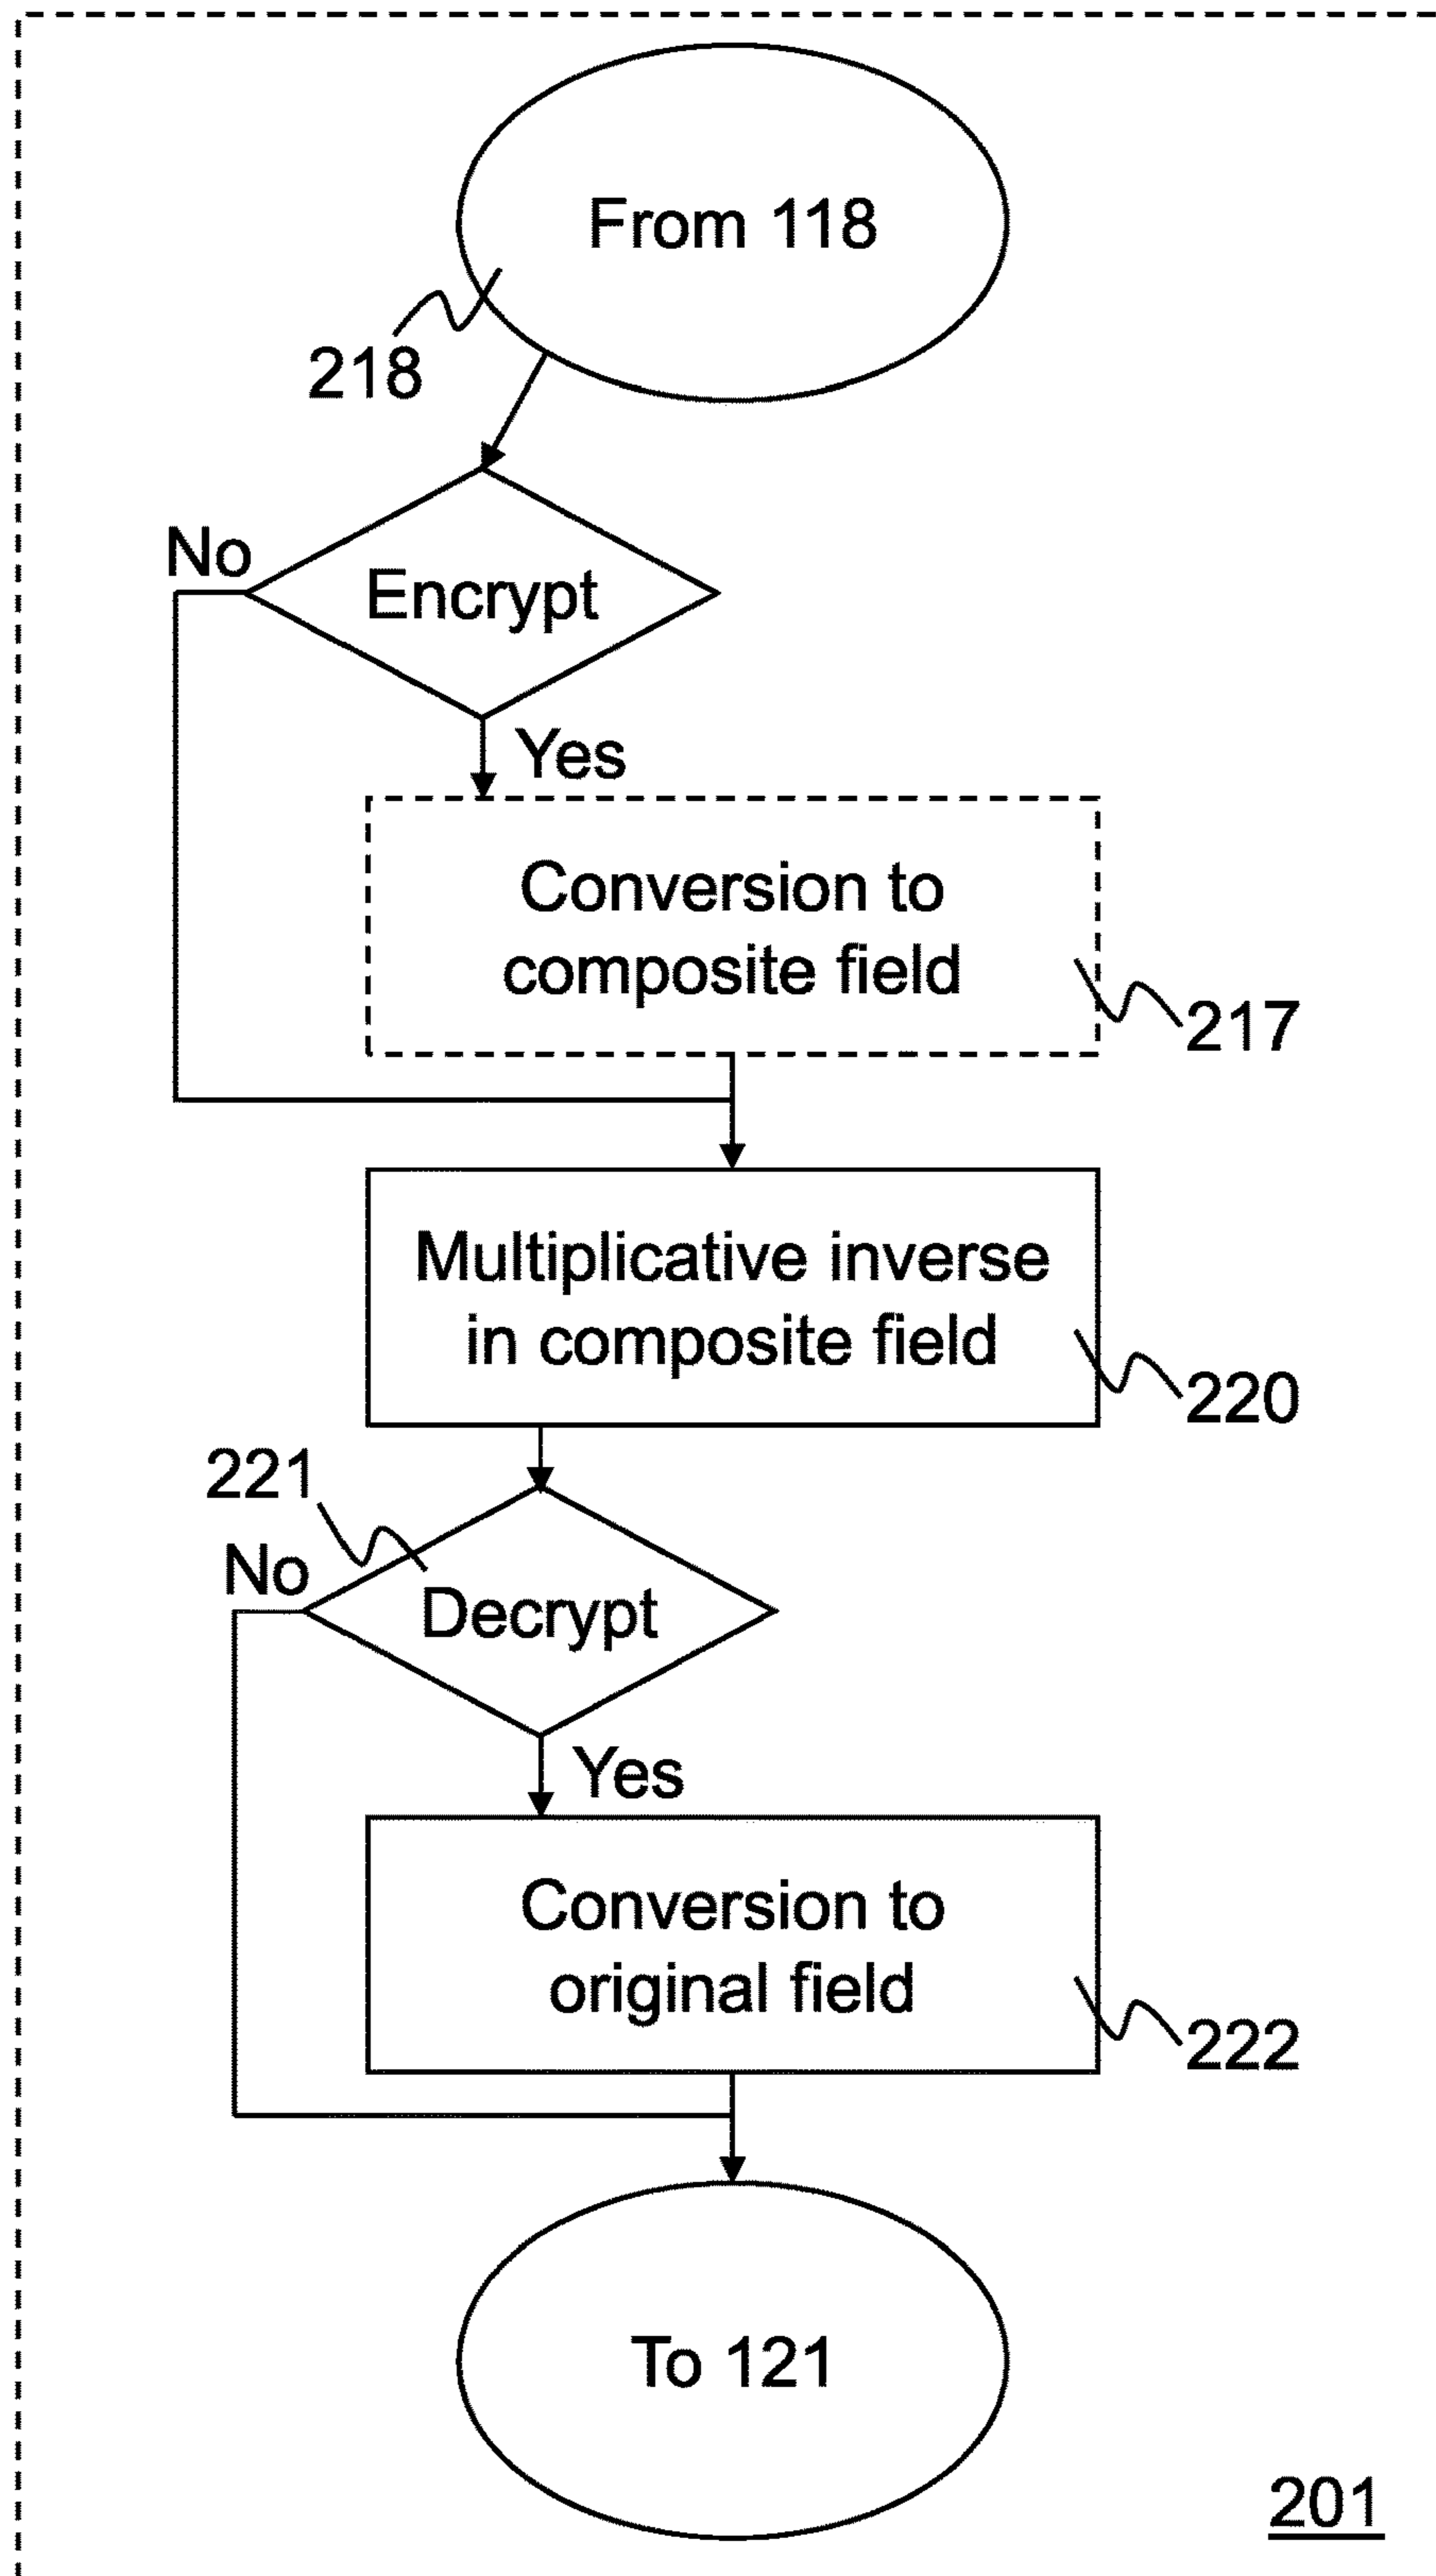 From 118
218
No
Encrypt
Yes
Conversion to
composite field
217
Multiplicative inverse
in composite field
220
221
No
Decrypt
Yes
Conversion to
original field
222
To 121
201